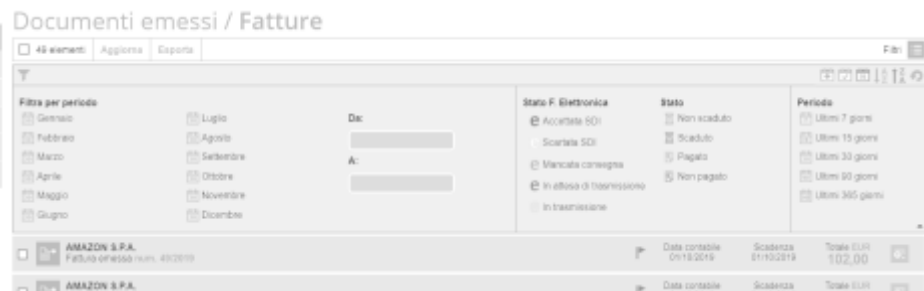 Documenti emessi / Fatture
49 elementi Aggiorna Esporta Filtri
Filtra per periodo
Gennaio
Febbraio
Marzo
Aprile
Maggio
Giugno
Luglio
Agosto
Settembre
Ottobre
Novembre
Dicembre
Da:
A:
Stato F. Elettronica
Accettata SDI
Scartata SDI
Mancata consegna
In attesa di trasmissione
In trasmissione
Stato
Non scaduto
Scaduto
Pagato
Non pagato
Periodo
Ultimi 7 giorni
Ultimi 15 giorni
Ultimi 30 giorni
Ultimi 90 giorni
Ultimi 365 giorni
AMAZON S.P.A. Data contabile Scadenza Totale EUR
Fattura emessa num. 49/2019 01/10/2019 01/10/2019 102,00
AMAZON S.P.A. Data contabile Scadenza Totale EUR